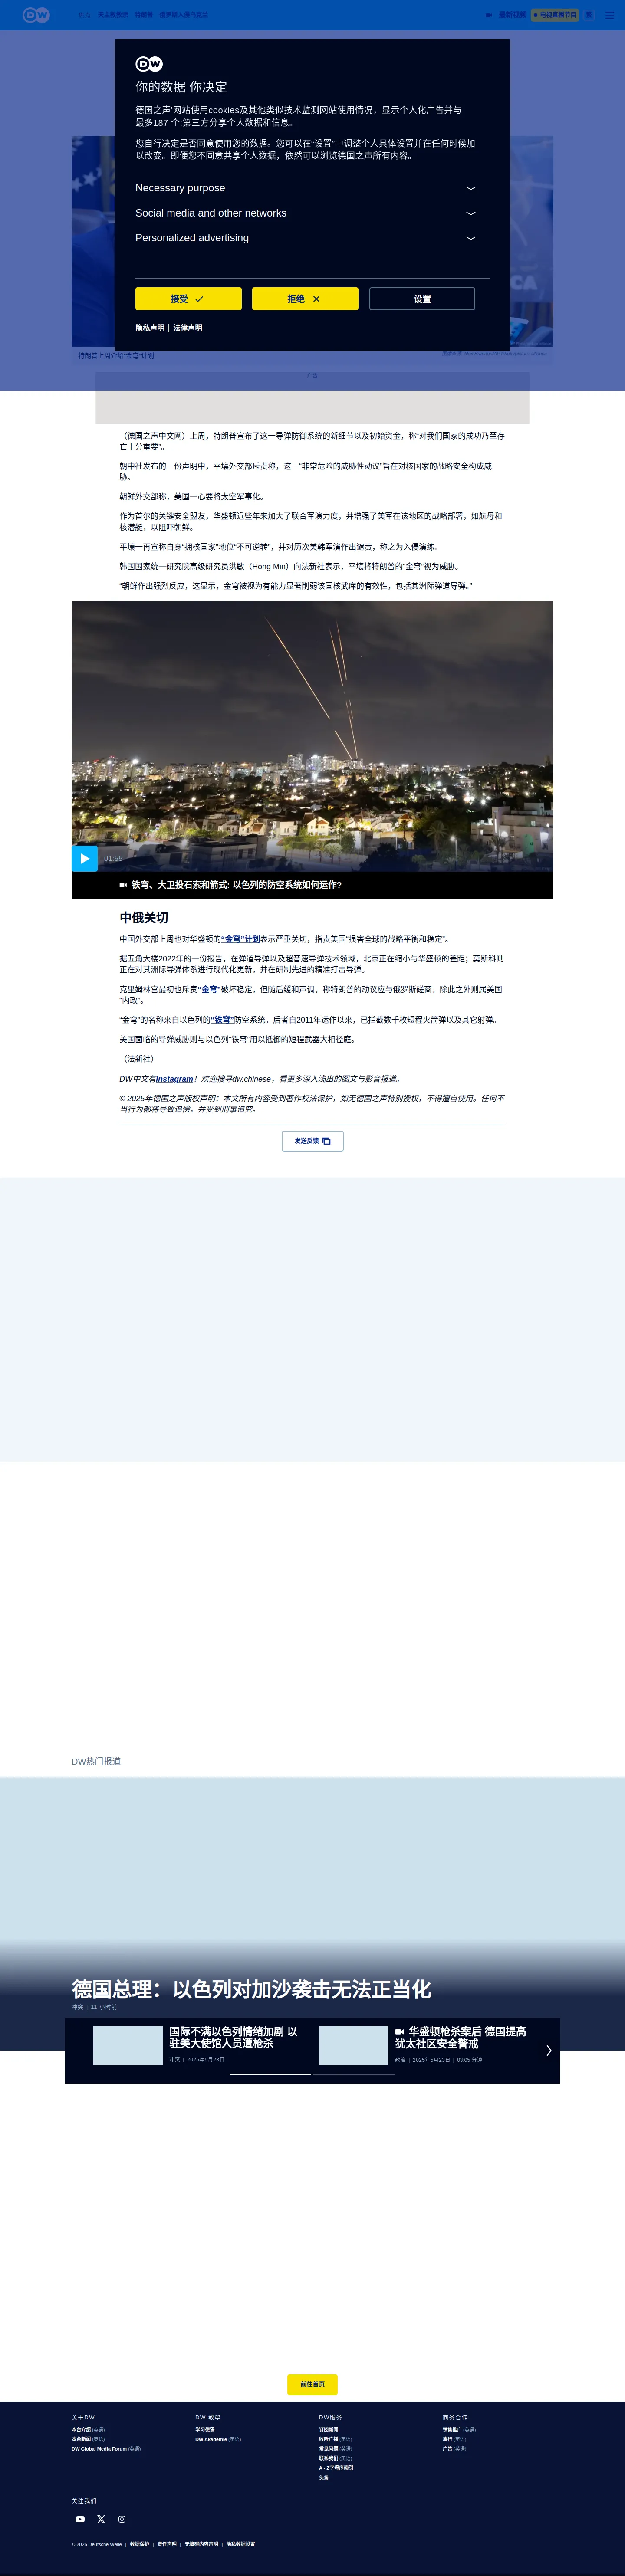 DW
焦点
天主教教宗
特朗普
俄罗斯入侵乌克兰
最新视频
电视直播节目
DW
你的数据 你决定
德国之声'网站使用cookies及其他类似技术监测网站使用情况，显示个人化广告并与
最多187 个;第三方分享个人数据和信息。
您自行决定是否同意使用您的数据。您可以在“设置”中调整个人具体设置并在任何时候加
以改变。即便您不同意共享个人数据，依然可以浏览德国之声所有内容。
Necessary purpose
Social media and other networks
Personalized advertising
接受
拒绝
设置
隐私声明 | 法律声明
特朗普上周介绍“金穹”计划
广告
（德国之声中文网）上周，特朗普宣布了这一导弹防御系统的新细节以及初始资金，称“对我们国家的成功乃至存
亡十分重要”。
朝中社发布的一份声明中，平壤外交部斥责称，这一“非常危险的威胁性动议”旨在对核国家的战略安全构成威
胁。
朝鲜外交部称，美国一心要将太空军事化。
作为首尔的关键安全盟友，华盛顿近些年来加大了联合军演力度，并增强了美军在该地区的战略部署，如航母和
核潜艇，以阻吓朝鲜。
平壤一再宣称自身“拥核国家”地位“不可逆转”，并对历次美韩军演作出谴责，称之为入侵演练。
韩国国家统一研究院高级研究员洪敏（Hong Min）向法新社表示，平壤将特朗普的“金穹”视为威胁。
“朝鲜作出强烈反应，这显示，金穹被视为有能力显著削弱该国核武库的有效性，包括其洲际弹道导弹。”
01:55
铁穹、大卫投石索和箭式: 以色列的防空系统如何运作?
中俄关切
中国外交部上周也对华盛顿的“金穹”计划表示严重关切，指责美国“损害全球的战略平衡和稳定”。
据五角大楼2022年的一份报告，在弹道导弹以及超音速导弹技术领域，北京正在缩小与华盛顿的差距；莫斯科则
正在对其洲际导弹体系进行现代化更新，并在研制先进的精准打击导弹。
克里姆林宫最初也斥责“金穹”破坏稳定，但随后缓和声调，称特朗普的动议应与俄罗斯磋商，除此之外则属美国
“内政”。
“金穹”的名称来自以色列的“铁穹”防空系统。后者自2011年运作以来，已拦截数千枚短程火箭弹以及其它射弹。
美国面临的导弹威胁则与以色列“铁穹”用以抵御的短程武器大相径庭。
（法新社）
DW中文有Instagram！欢迎搜寻dw.chinese，看更多深入浅出的图文与影音报道。
© 2025年德国之声版权声明：本文所有内容受到著作权法保护，如无德国之声特别授权，不得擅自使用。任何不
当行为都将导致追偿，并受到刑事追究。
发送反馈
DW热门报道
德国总理：以色列对加沙袭击无法正当化
冲突 | 11 小时前
国际不满以色列情绪加剧 以
驻美大使馆人员遭枪杀
冲突 | 2025年5月23日
华盛顿枪杀案后 德国提高
犹太社区安全警戒
政治 | 2025年5月23日 | 03:05 分钟
前往首页
关于DW
本台介绍 (英语)
本台新闻 (英语)
DW Global Media Forum (英语)
DW 教學
学习德语
DW Akademie (英语)
DW服务
订阅新闻
收听广播 (英语)
常见问题 (英语)
联系我们 (英语)
A - Z字母序索引
头条
商务合作
销售推广 (英语)
旅行 (英语)
广告 (英语)
关注我们
© 2025 Deutsche Welle | 数据保护 | 责任声明 | 无障碍内容声明 | 隐私数据设置